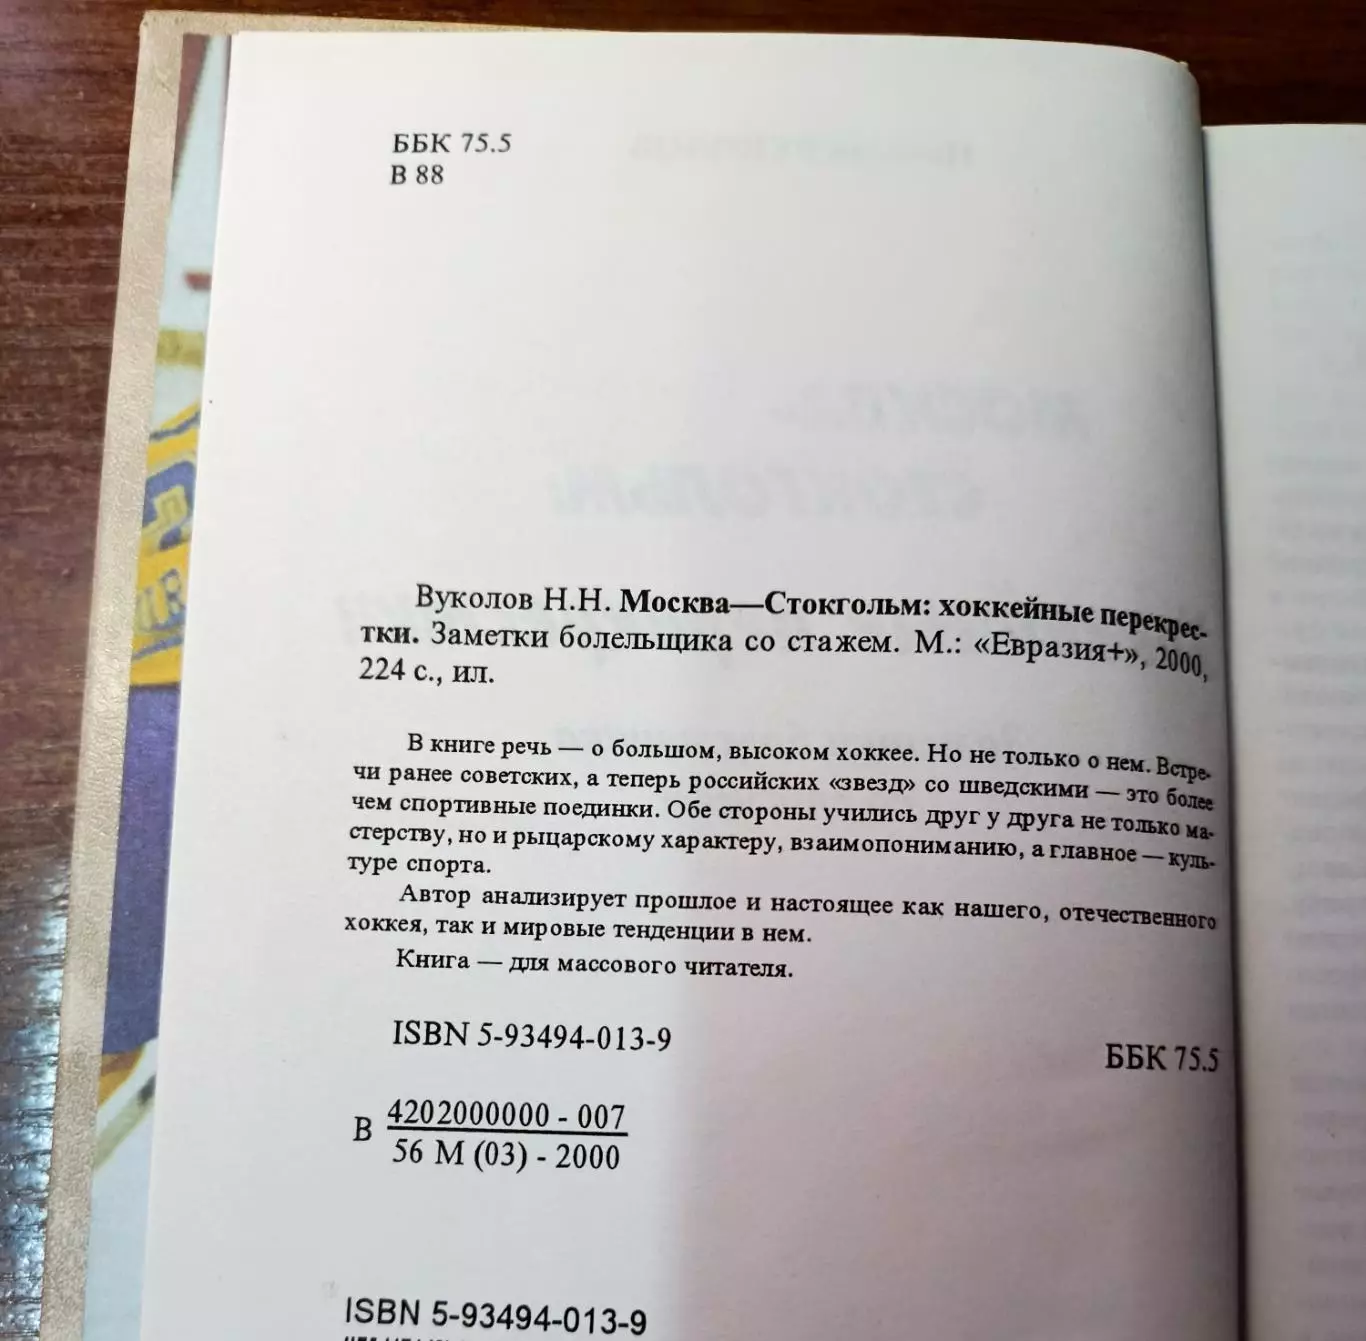 ББК 75.5
В 88
Вуколов Н.Н. Москва—Стокгольм: хоккейные перекрес-
тки. Заметки болельщика со стажем. М.: «Евразия+», 2000,
224 с., ил.
В книге речь — о большом, высоком хоккее. Но не только о нем. Встре-
чи ранее советских, а теперь российских «звезд» со шведскими — это более
чем спортивные поединки. Обе стороны учились друг у друга не только ма-
стерству, но и рыцарскому характеру, взаимопониманию, а главное — куль-
туре спорта.
Автор анализирует прошлое и настоящее как нашего, отечественного
хоккея, так и мировые тенденции в нем.
Книга — для массового читателя.
ISBN 5-93494-013-9
ББК 75.5
В 4202000000 - 007
56 М (03) - 2000
ISBN 5-93494-013-9